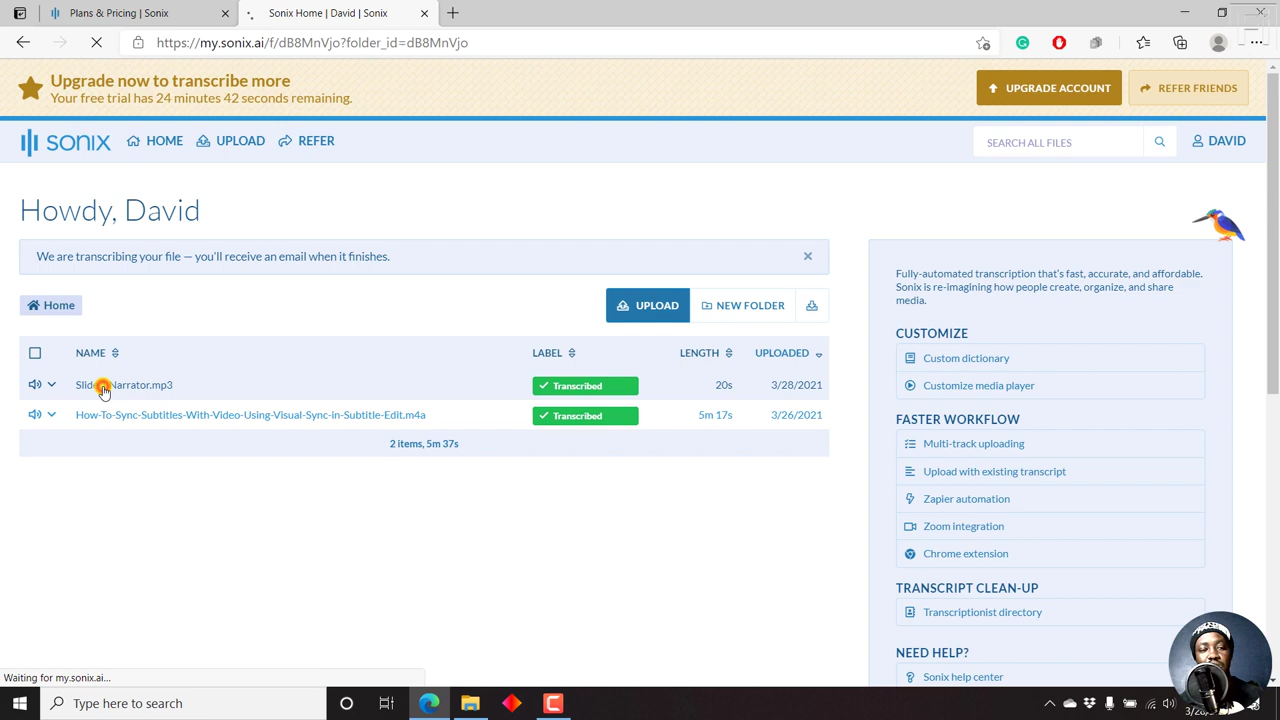 Plans & Pricing | Sonix
Sonix Home | David | Sonix
https://my.sonix.ai/f/dB8MnVjo?folder_id=dB8MnVjo
Upgrade now to transcribe more
Your free trial has 24 minutes 42 seconds remaining.
UPGRADE ACCOUNT
REFER FRIENDS
sonix
HOME
UPLOAD
REFER
SEARCH ALL FILES
DAVID
Howdy, David
We are transcribing your file — you'll receive an email when it finishes.
Home
UPLOAD
NEW FOLDER
NAME LABEL LENGTH UPLOADED
Narrator.mp3 Transcribed 20s 3/28/2021
How-To-Sync-Subtitles-With-Video-Using-Visual-Sync-in-Subtitle-Edit.m4a Transcribed 5m 17s 3/26/2021
2 items, 5m 37s
Fully-automated transcription that's fast, accurate, and affordable.
Sonix is re-imagining how people create, organize, and share
media.
CUSTOMIZE
Custom dictionary
Customize media player
FASTER WORKFLOW
Multi-track uploading
Upload with existing transcript
Zapier automation
Zoom integration
Chrome extension
TRANSCRIPT CLEAN-UP
Transcriptionist directory
NEED HELP?
Sonix help center
Waiting for my.sonix.ai...
Type here to search